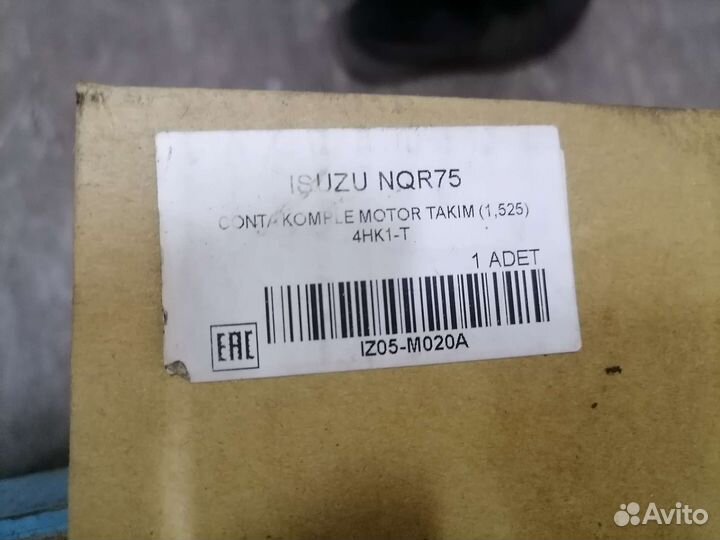 ISUZU NQR75
CONTA KOMPLE MOTOR TAKIM (1,525)
4HK1-T
1 ADET
EAC
IZ05-M020A
Avito